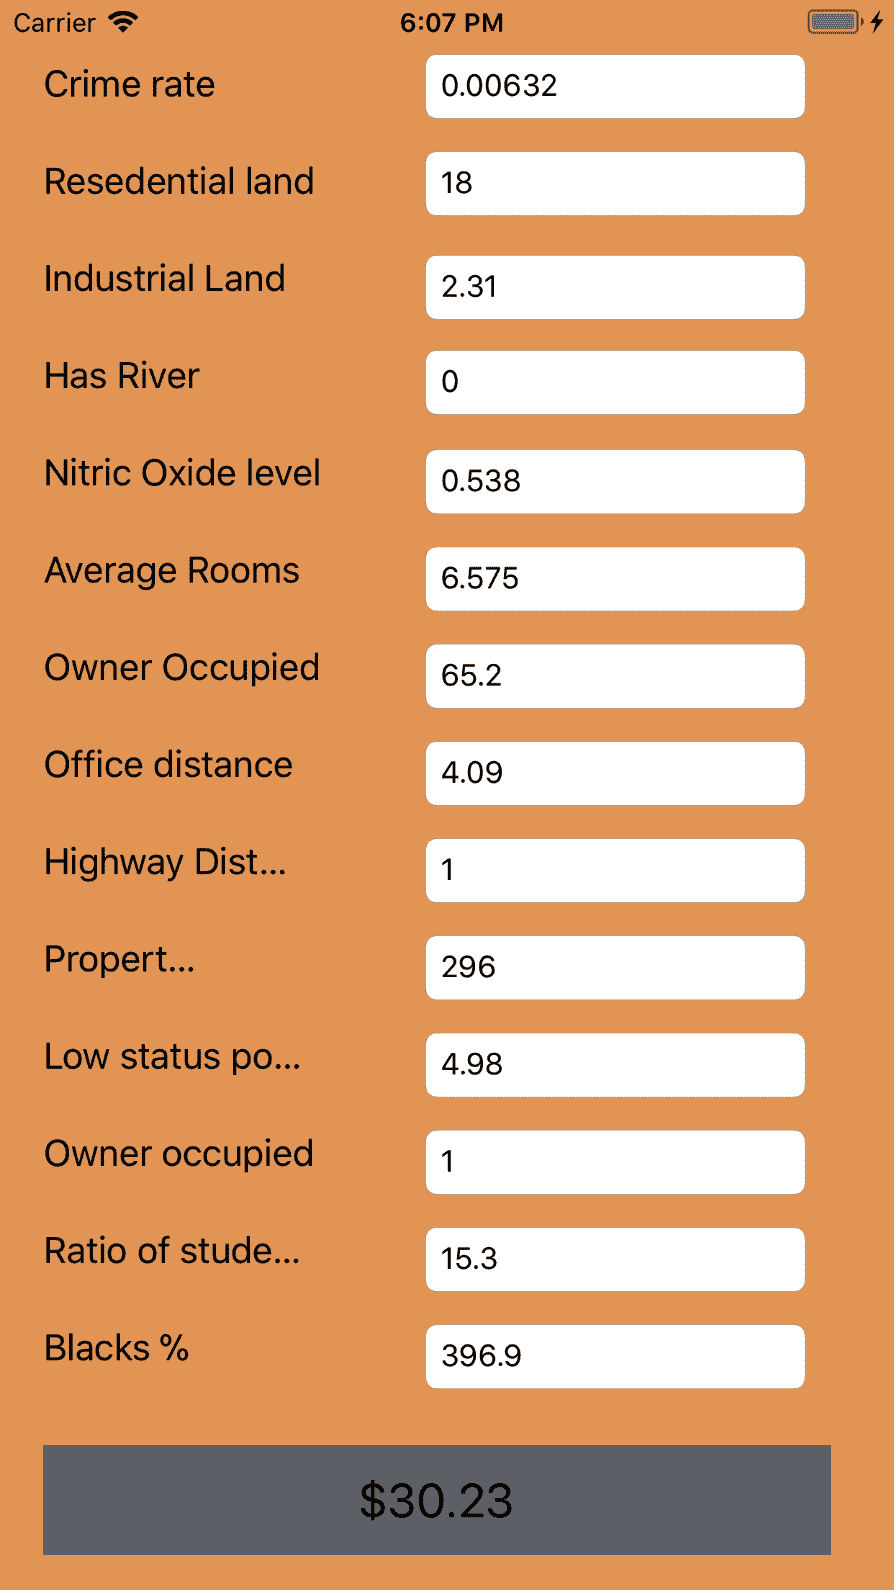 Carrier 6:07 PM
Crime rate 0.00632
Resedential land 18
Industrial Land 2.31
Has River 0
Nitric Oxide level 0.538
Average Rooms 6.575
Owner Occupied 65.2
Office distance 4.09
Highway Dist... 1
Propert... 296
Low status po... 4.98
Owner occupied 1
Ratio of stude... 15.3
Blacks % 396.9
$30.23